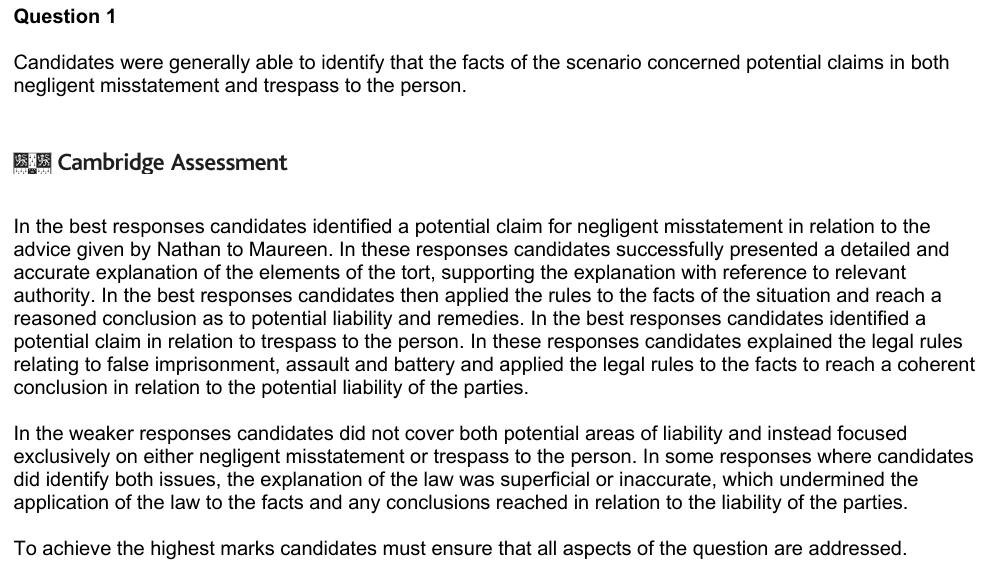 Question 1
Candidates were generally able to identify that the facts of the scenario concerned potential claims in both
negligent misstatement and trespass to the person.
Cambridge Assessment
In the best responses candidates identified a potential claim for negligent misstatement in relation to the
advice given by Nathan to Maureen. In these responses candidates successfully presented a detailed and
accurate explanation of the elements of the tort, supporting the explanation with reference to relevant
authority. In the best responses candidates then applied the rules to the facts of the situation and reach a
reasoned conclusion as to potential liability and remedies. In the best responses candidates identified a
potential claim in relation to trespass to the person. In these responses candidates explained the legal rules
relating to false imprisonment, assault and battery and applied the legal rules to the facts to reach a coherent
conclusion in relation to the potential liability of the parties.
In the weaker responses candidates did not cover both potential areas of liability and instead focused
exclusively on either negligent misstatement or trespass to the person. In some responses where candidates
did identify both issues, the explanation of the law was superficial or inaccurate, which undermined the
application of the law to the facts and any conclusions reached in relation to the liability of the parties.
To achieve the highest marks candidates must ensure that all aspects of the question are addressed.